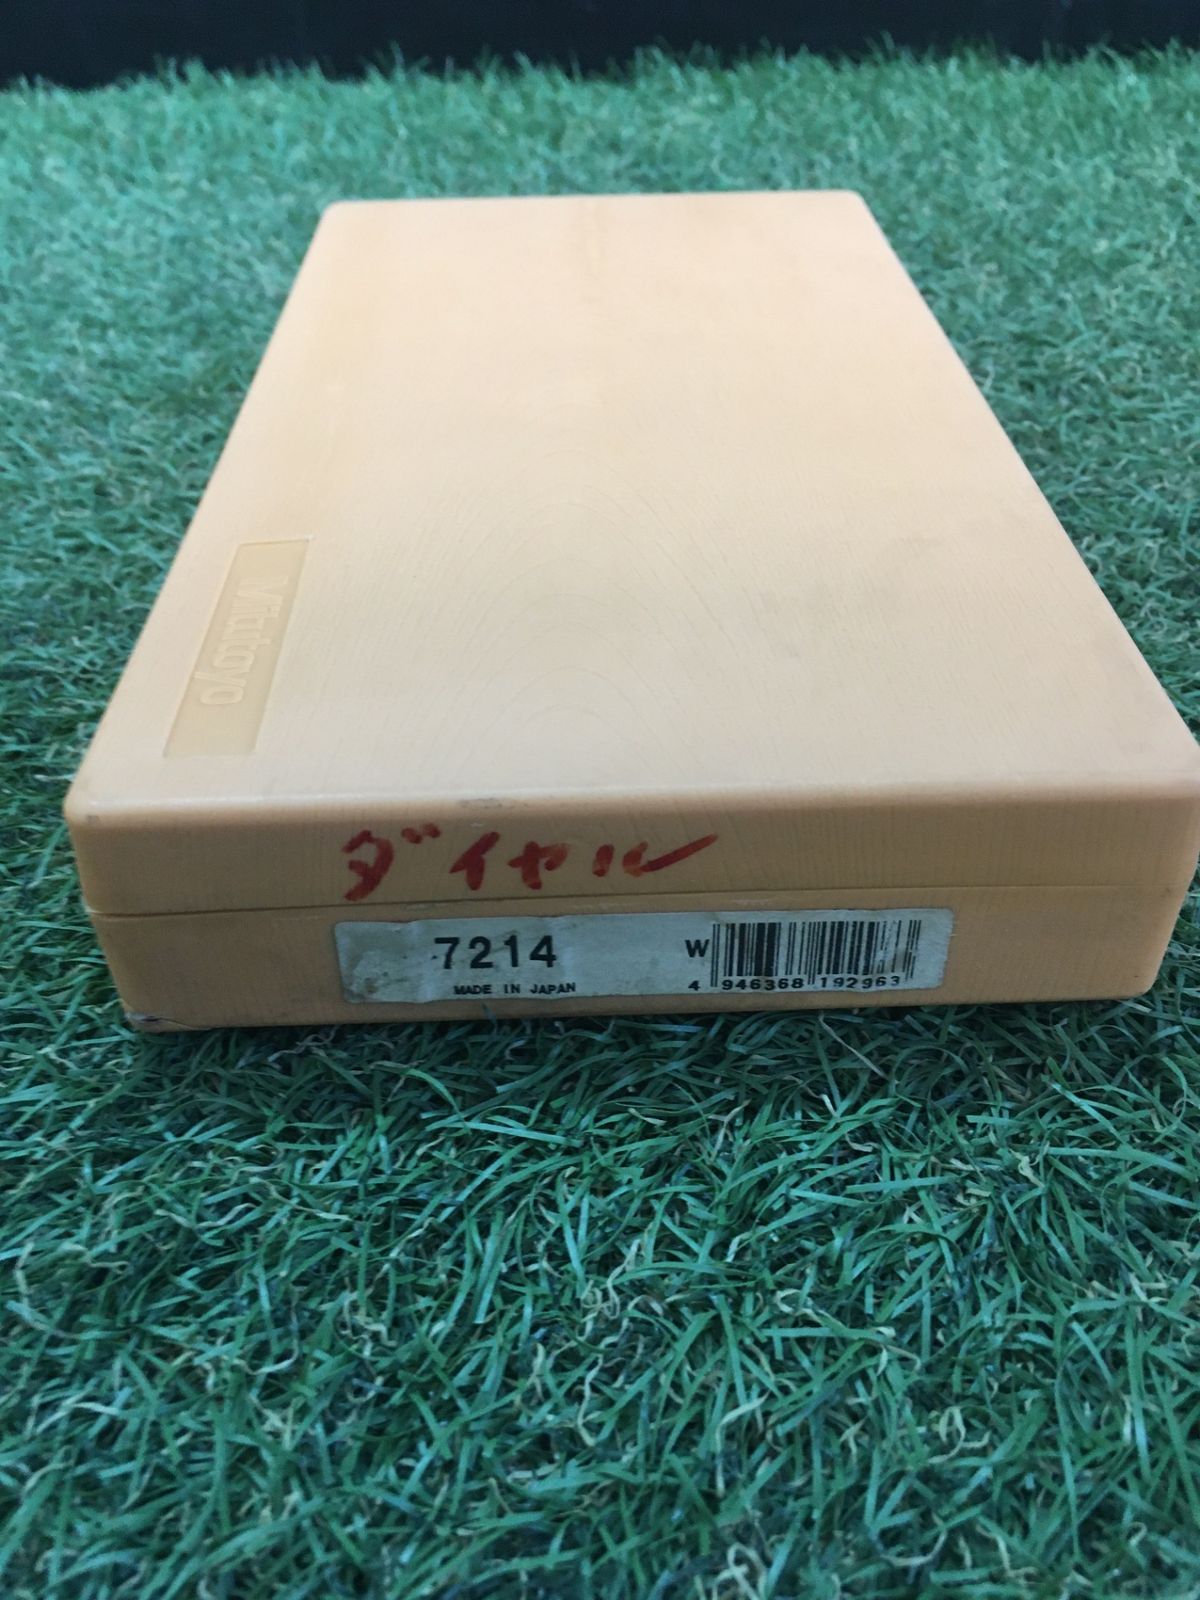 Mitutoyo
ダイヤル
7214
MADE IN JAPAN
W
4 946368 192963